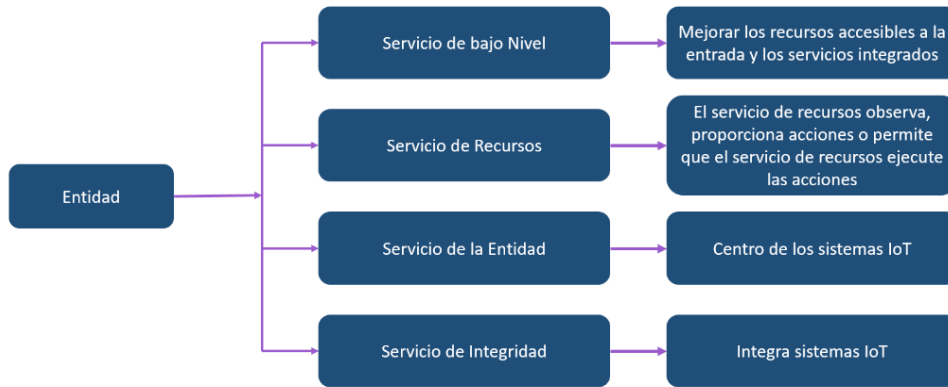 Servicio de bajo Nivel
Mejorar los recursos accesibles a la
entrada y los servicios integrados
Servicio de Recursos
El servicio de recursos observa,
proporciona acciones o permite
que el servicio de recursos ejecute
las acciones
Entidad
Servicio de la Entidad
Centro de los sistemas IoT
Servicio de Integridad
Integra sistemas IoT